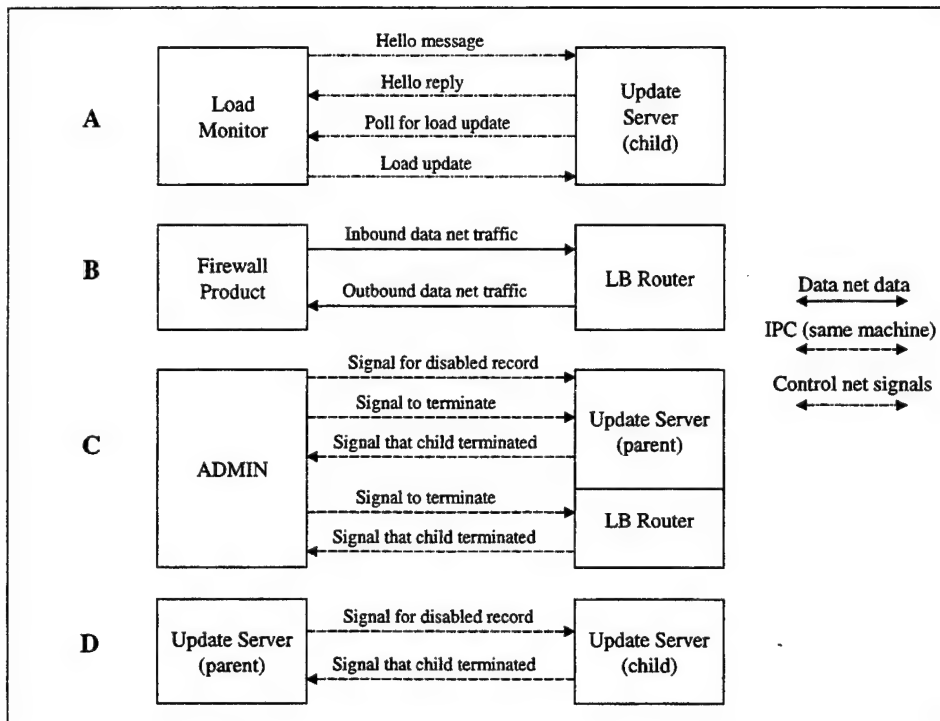 A
Load
Monitor
Hello message
Hello reply
Poll for load update
Load update
Update
Server
(child)
B
Firewall
Product
Inbound data net traffic
Outbound data net traffic
LB Router
Data net data
IPC (same machine)
Control net signals
C
ADMIN
Signal for disabled record
Signal to terminate
Signal that child terminated
Signal to terminate
Signal that child terminated
Update Server
(parent)
LB Router
D
Update Server
(parent)
Signal for disabled record
Signal that child terminated
Update Server
(child)